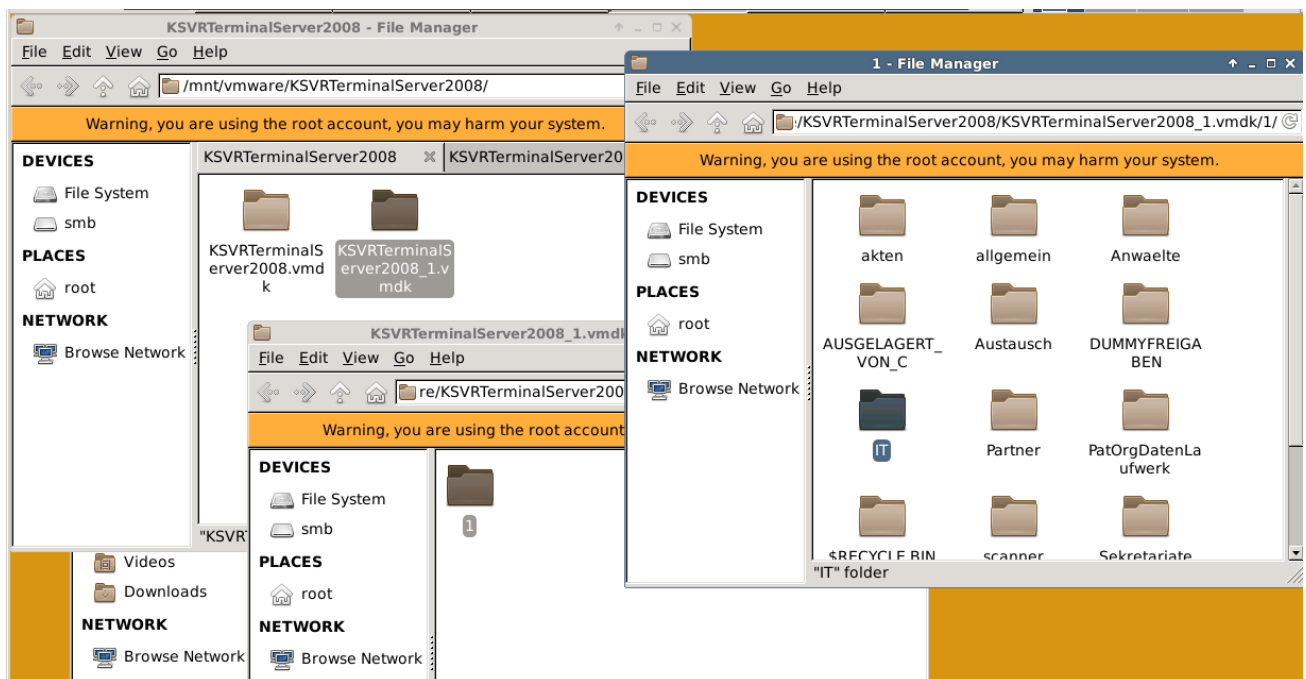 KSVRTerminalServer2008 - File Manager
File Edit View Go Help
/mnt/vmware/KSVRTerminalServer2008/
Warning, you are using the root account, you may harm your system.
DEVICES
File System
smb
PLACES
root
NETWORK
Browse Network
KSVRTerminalServer2008
KSVRTerminalServer20
KSVRTerminalS
erver2008.vmd
k
KSVRTerminalS
erver2008_1.v
mdk
"KSVR
Videos
Downloads
NETWORK
Browse Network
KSVRTerminalServer2008_1.vmdk
File Edit View Go Help
re/KSVRTerminalServer200
Warning, you are using the root account
DEVICES
File System
smb
PLACES
root
NETWORK
Browse Network
1
1 - File Manager
File Edit View Go Help
:/KSVRTerminalServer2008/KSVRTerminalServer2008_1.vmdk/1/
Warning, you are using the root account, you may harm your system.
DEVICES
File System
smb
PLACES
root
NETWORK
Browse Network
akten
allgemein
Anwaelte
AUSGELAGERT_
VON_C
Austausch
DUMMYFREIGA
BEN
IT
Partner
PatOrgDatenLa
ufwerk
$RECYCLE.BIN
scanner
Sekretariate
"IT" folder